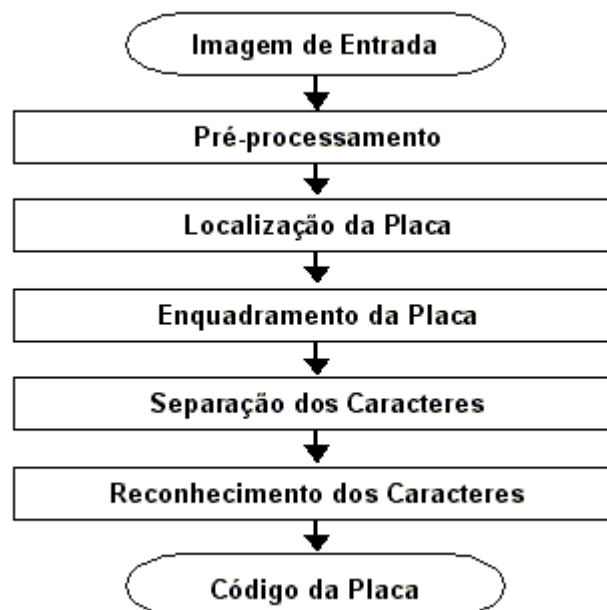 Imagem de Entrada
Pré-processamento
Localização da Placa
Enquadramento da Placa
Separação dos Caracteres
Reconhecimento dos Caracteres
Código da Placa